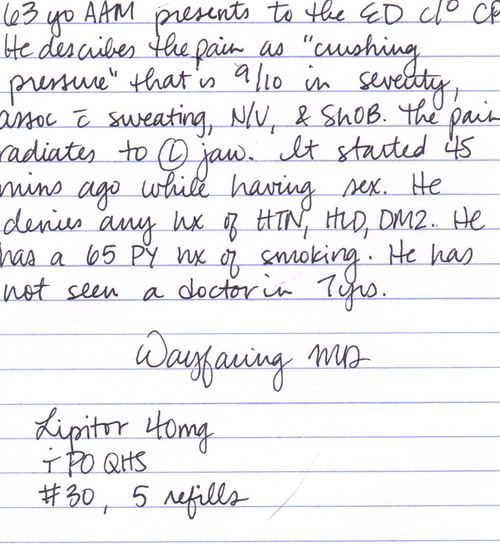 63 yo AAM presents to the ED c/o CP
He describes the pain as "crushing
pressure" that is 9/10 in severity,
assoc c̄ sweating, N/V, & ShOB. The pain
radiates to Ⓛ jaw. It started 45
mins ago while having sex. He
denies any hx of HTN, HLD, DM2. He
has a 65 PY hx of smoking. He has
not seen a doctor in 7yrs.
Wayfaring MD
Lipitor 40mg
i PO QHS
#30, 5 refills